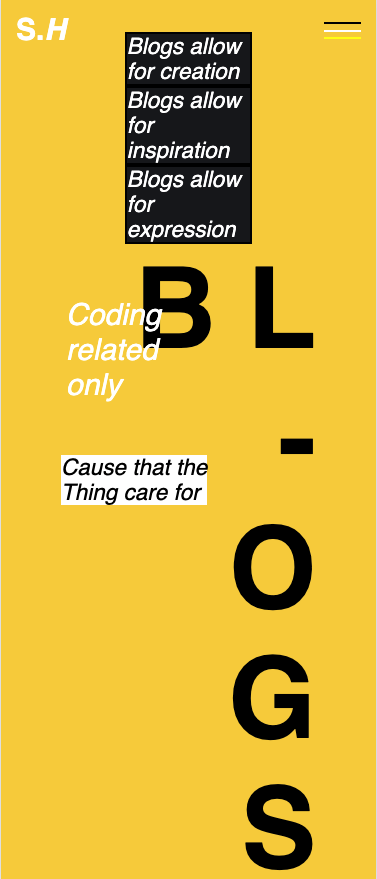 S.H
Blogs allow
for creation
Blogs allow
for
inspiration
Blogs allow
for
expression
B L
Coding
related
only
-
Cause that the
Thing care for
O
G
S